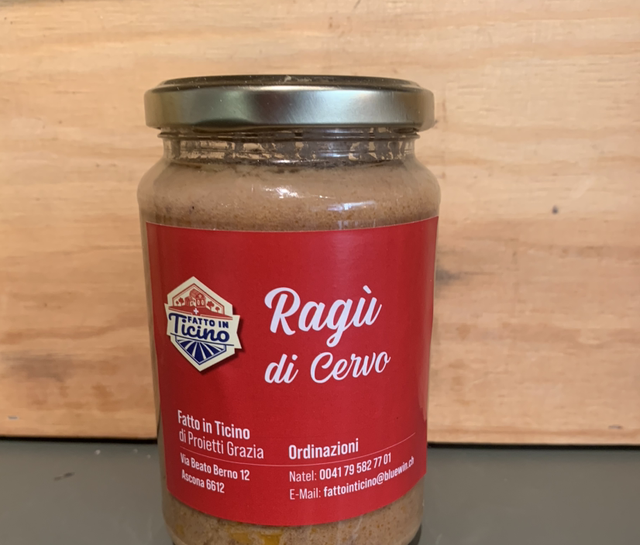 FATTO IN
Ticino
Ragù
di Cervo
Fatto in Ticino
di Proietti Grazia
Via Beato Berno 12
Ascona 6612
Ordinazioni
Natel: 0041 79 582 77 01
E-Mail: fattointicino@bluewin.ch